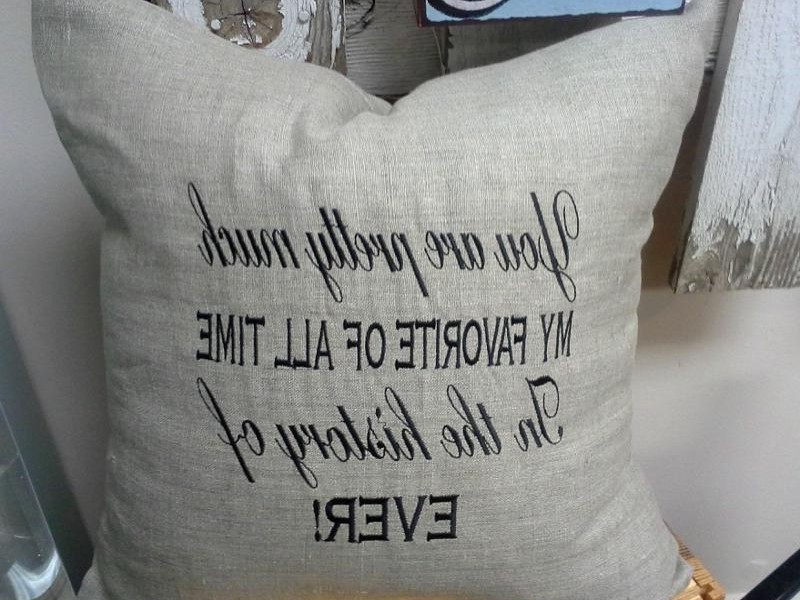 You are pretty much
MY FAVORITE OF ALL TIME
In the history of
EVER!